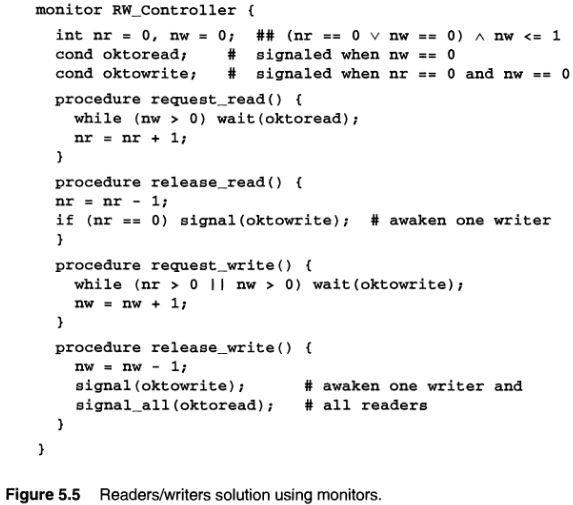 monitor RW_Controller {
int nr = 0, nw = 0;  ## (nr == 0 ∨ nw == 0) ∧ nw <= 1
cond oktoread;    #  signaled when nw == 0
cond oktowrite;   #  signaled when nr == 0 and nw == 0
procedure request_read() {
while (nw > 0) wait(oktoread);
nr = nr + 1;
}
procedure release_read() {
nr = nr - 1;
if (nr == 0) signal(oktowrite);  # awaken one writer
}
procedure request_write() {
while (nr > 0 || nw > 0) wait(oktowrite);
nw = nw + 1;
}
procedure release_write() {
nw = nw - 1;
signal(oktowrite);       # awaken one writer and
signal_all(oktoread);    # all readers
}
}
Figure 5.5   Readers/writers solution using monitors.